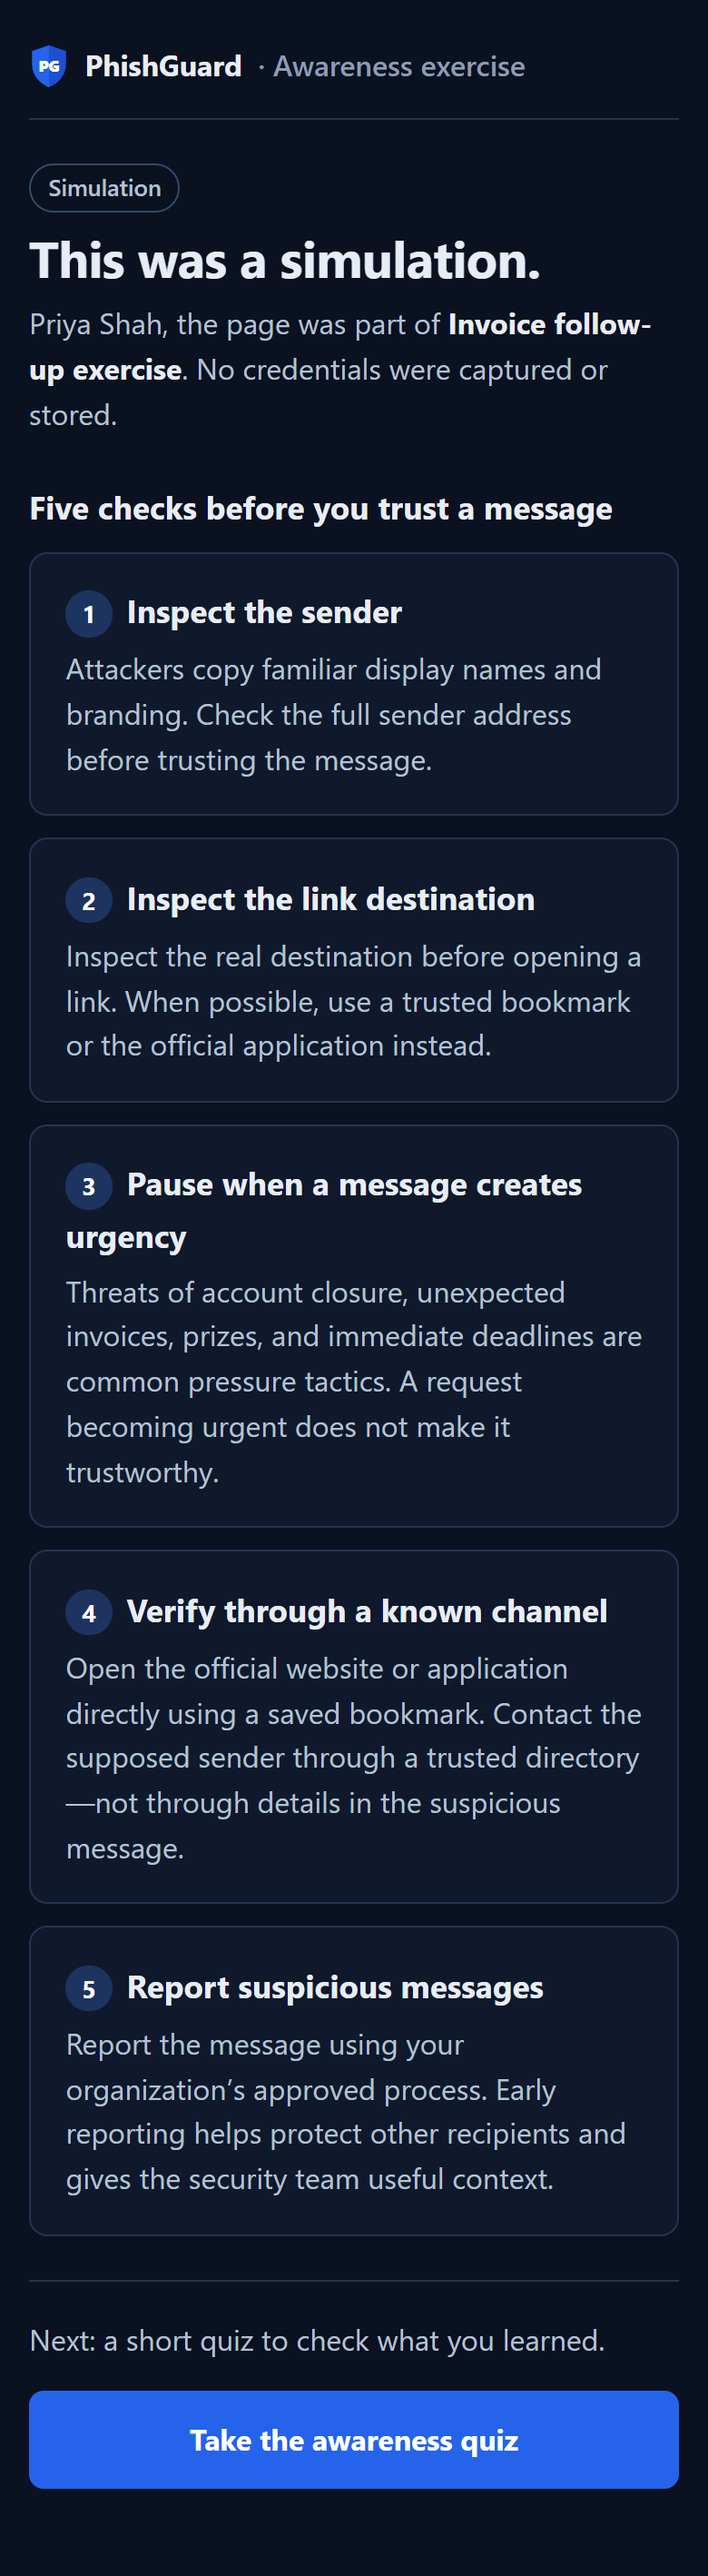 PG PhishGuard · Awareness exercise
Simulation
This was a simulation.
Priya Shah, the page was part of Invoice follow-
up exercise. No credentials were captured or
stored.
Five checks before you trust a message
1 Inspect the sender
Attackers copy familiar display names and
branding. Check the full sender address
before trusting the message.
2 Inspect the link destination
Inspect the real destination before opening a
link. When possible, use a trusted bookmark
or the official application instead.
3 Pause when a message creates
urgency
Threats of account closure, unexpected
invoices, prizes, and immediate deadlines are
common pressure tactics. A request
becoming urgent does not make it
trustworthy.
4 Verify through a known channel
Open the official website or application
directly using a saved bookmark. Contact the
supposed sender through a trusted directory
—not through details in the suspicious
message.
5 Report suspicious messages
Report the message using your
organization’s approved process. Early
reporting helps protect other recipients and
gives the security team useful context.
Next: a short quiz to check what you learned.
Take the awareness quiz